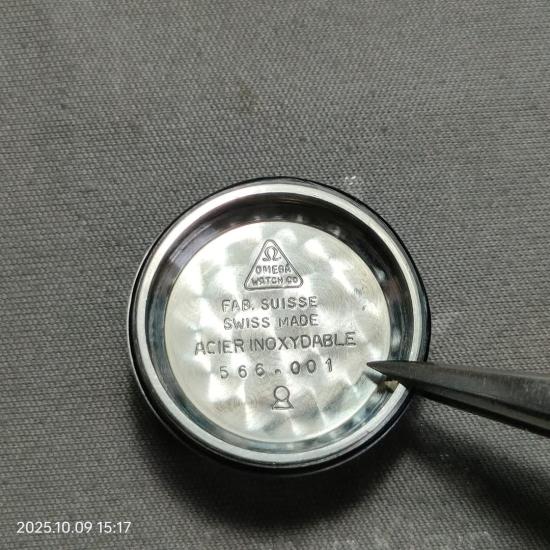 Ω
OMEGA
WATCH CO
FAB. SUISSE
SWISS MADE
ACIER INOXYDABLE
566.001
2025.10.09 15:17